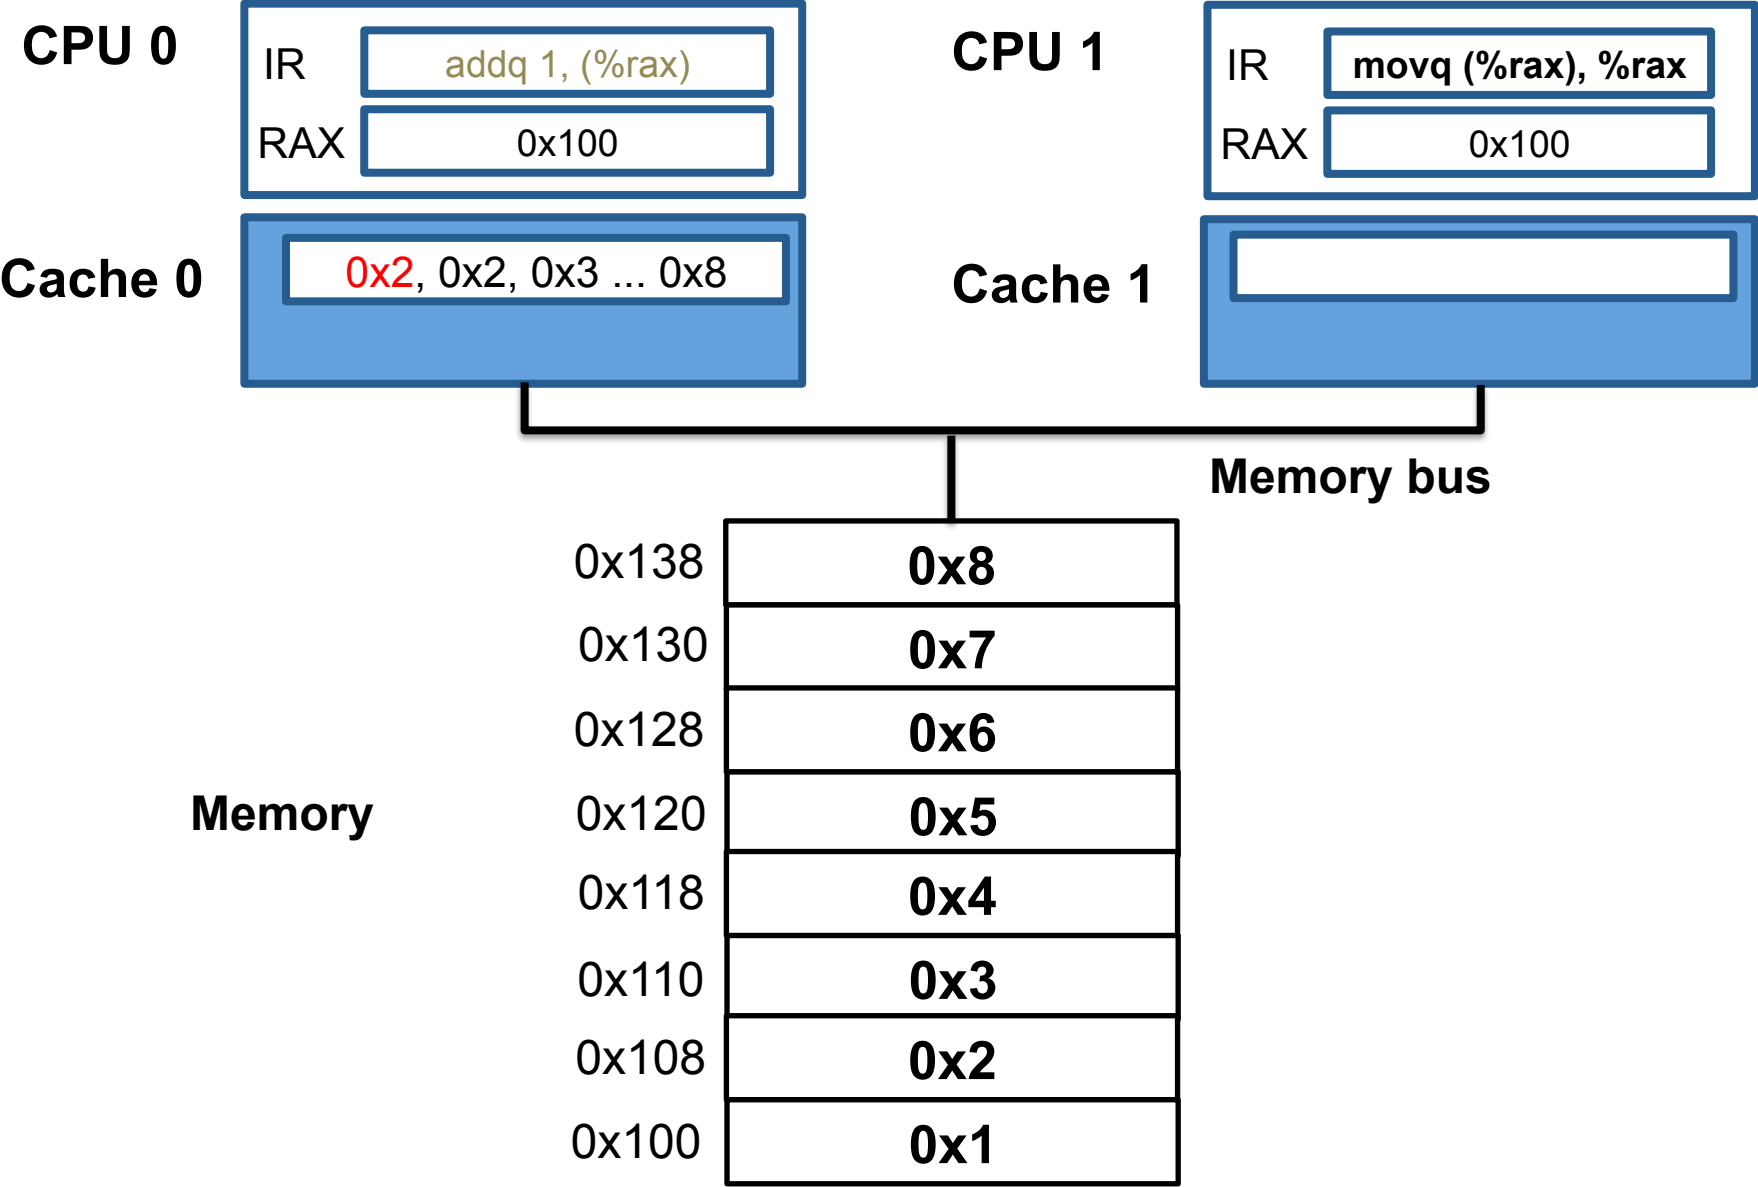 CPU 0
IR
addq 1, (%rax)
RAX
0x100
CPU 1
IR
movq (%rax), %rax
RAX
0x100
Cache 0
0x2, 0x2, 0x3 ... 0x8
Cache 1
Memory bus
Memory
0x138
0x8
0x130
0x7
0x128
0x6
0x120
0x5
0x118
0x4
0x110
0x3
0x108
0x2
0x100
0x1